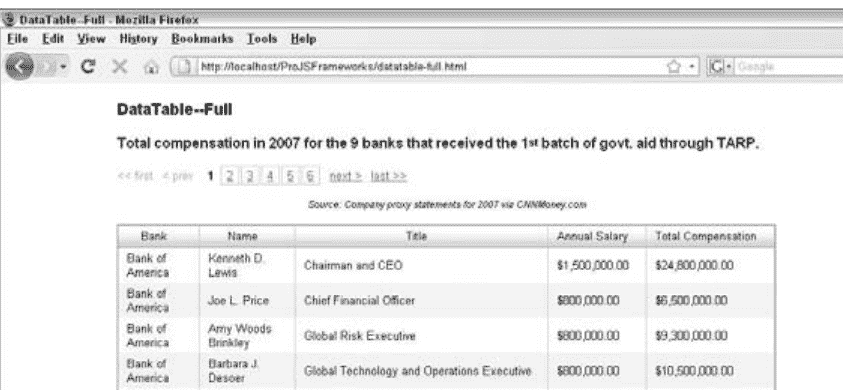 DataTable--Full - Mozilla Firefox
File Edit View History Bookmarks Tools Help
http://localhost/ProJSFrameworks/datatable-full.html
Google
DataTable--Full
Total compensation in 2007 for the 9 banks that received the 1st batch of govt. aid through TARP.
<< first < prev 1 2 3 4 5 6 next > last >>
Source: Company proxy statements for 2007 via CNNMoney.com
Bank Name Title Annual Salary Total Compensation
Bank of America Kenneth D. Lewis Chairman and CEO $1,500,000.00 $24,800,000.00
Bank of America Joe L. Price Chief Financial Officer $800,000.00 $6,500,000.00
Bank of America Amy Woods Brinkley Global Risk Executive $800,000.00 $9,300,000.00
Bank of America Barbara J. Desoer Global Technology and Operations Executive $800,000.00 $10,500,000.00